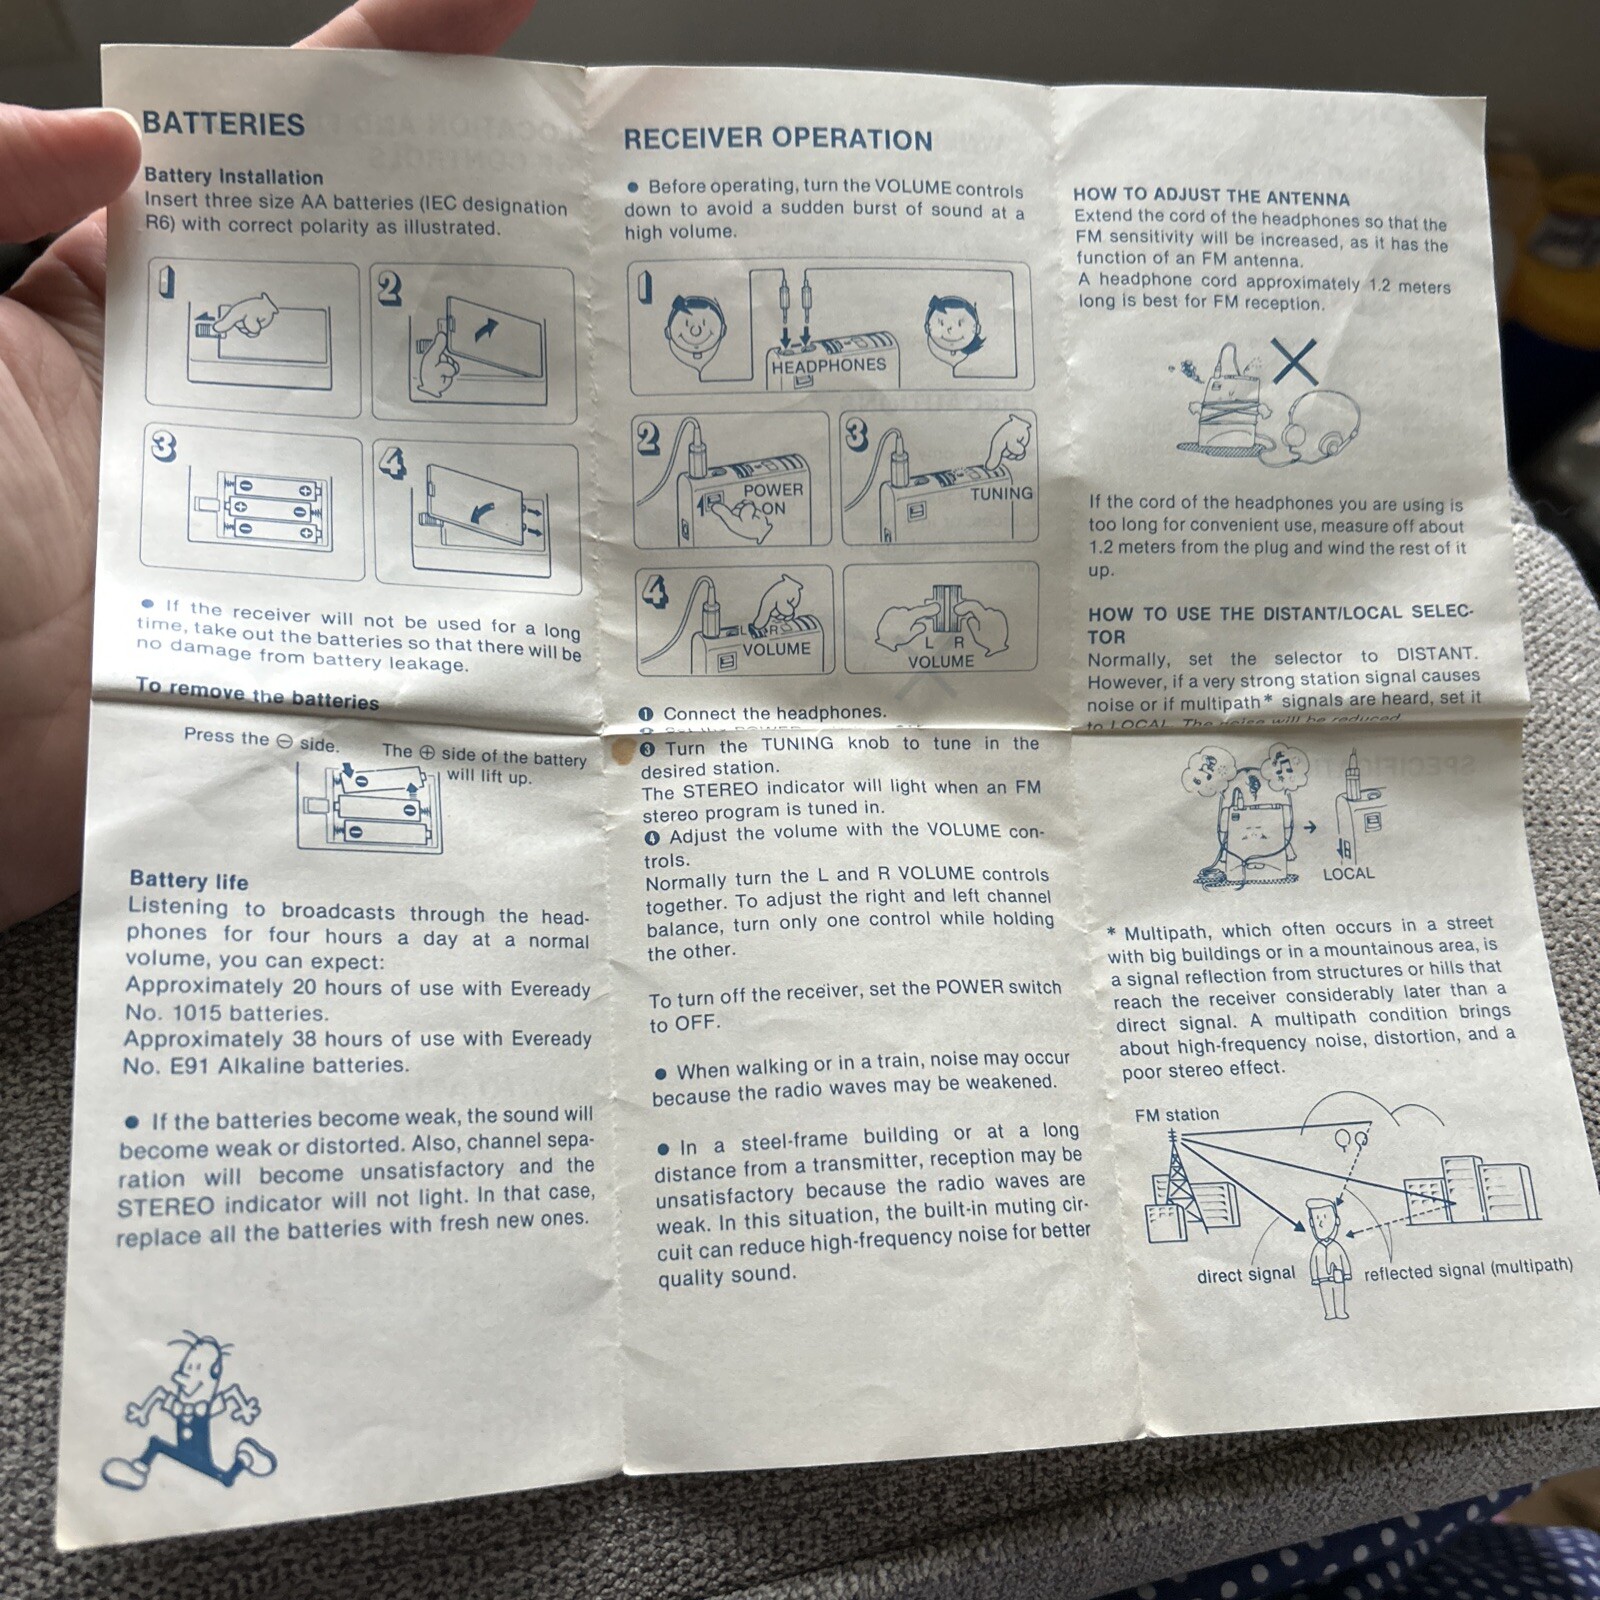 BATTERIES
Battery Installation
Insert three size AA batteries (IEC designation
R6) with correct polarity as illustrated.
1
2
3
4
● If the receiver will not be used for a long
time, take out the batteries so that there will be
no damage from battery leakage.
To remove the batteries
Press the ⊖ side.
The ⊕ side of the battery
will lift up.
Battery life
Listening to broadcasts through the head-
phones for four hours a day at a normal
volume, you can expect:
Approximately 20 hours of use with Eveready
No. 1015 batteries.
Approximately 38 hours of use with Eveready
No. E91 Alkaline batteries.
● If the batteries become weak, the sound will
become weak or distorted. Also, channel sepa-
ration will become unsatisfactory and the
STEREO indicator will not light. In that case,
replace all the batteries with fresh new ones.
RECEIVER OPERATION
● Before operating, turn the VOLUME controls
down to avoid a sudden burst of sound at a
high volume.
1
HEADPHONES
2
POWER
ON
3
TUNING
4
L R
VOLUME
L R
VOLUME
❶ Connect the headphones.
❸ Turn the TUNING knob to tune in the
desired station.
The STEREO indicator will light when an FM
stereo program is tuned in.
❹ Adjust the volume with the VOLUME con-
trols.
Normally turn the L and R VOLUME controls
together. To adjust the right and left channel
balance, turn only one control while holding
the other.
To turn off the receiver, set the POWER switch
to OFF.
● When walking or in a train, noise may occur
because the radio waves may be weakened.
● In a steel-frame building or at a long
distance from a transmitter, reception may be
unsatisfactory because the radio waves are
weak. In this situation, the built-in muting cir-
cuit can reduce high-frequency noise for better
quality sound.
HOW TO ADJUST THE ANTENNA
Extend the cord of the headphones so that the
FM sensitivity will be increased, as it has the
function of an FM antenna.
A headphone cord approximately 1.2 meters
long is best for FM reception.
If the cord of the headphones you are using is
too long for convenient use, measure off about
1.2 meters from the plug and wind the rest of it
up.
HOW TO USE THE DISTANT/LOCAL SELEC-
TOR
Normally, set the selector to DISTANT.
However, if a very strong station signal causes
noise or if multipath* signals are heard, set it
to LOCAL. The noise will be reduced.
LOCAL
* Multipath, which often occurs in a street
with big buildings or in a mountainous area, is
a signal reflection from structures or hills that
reach the receiver considerably later than a
direct signal. A multipath condition brings
about high-frequency noise, distortion, and a
poor stereo effect.
FM station
direct signal
reflected signal (multipath)